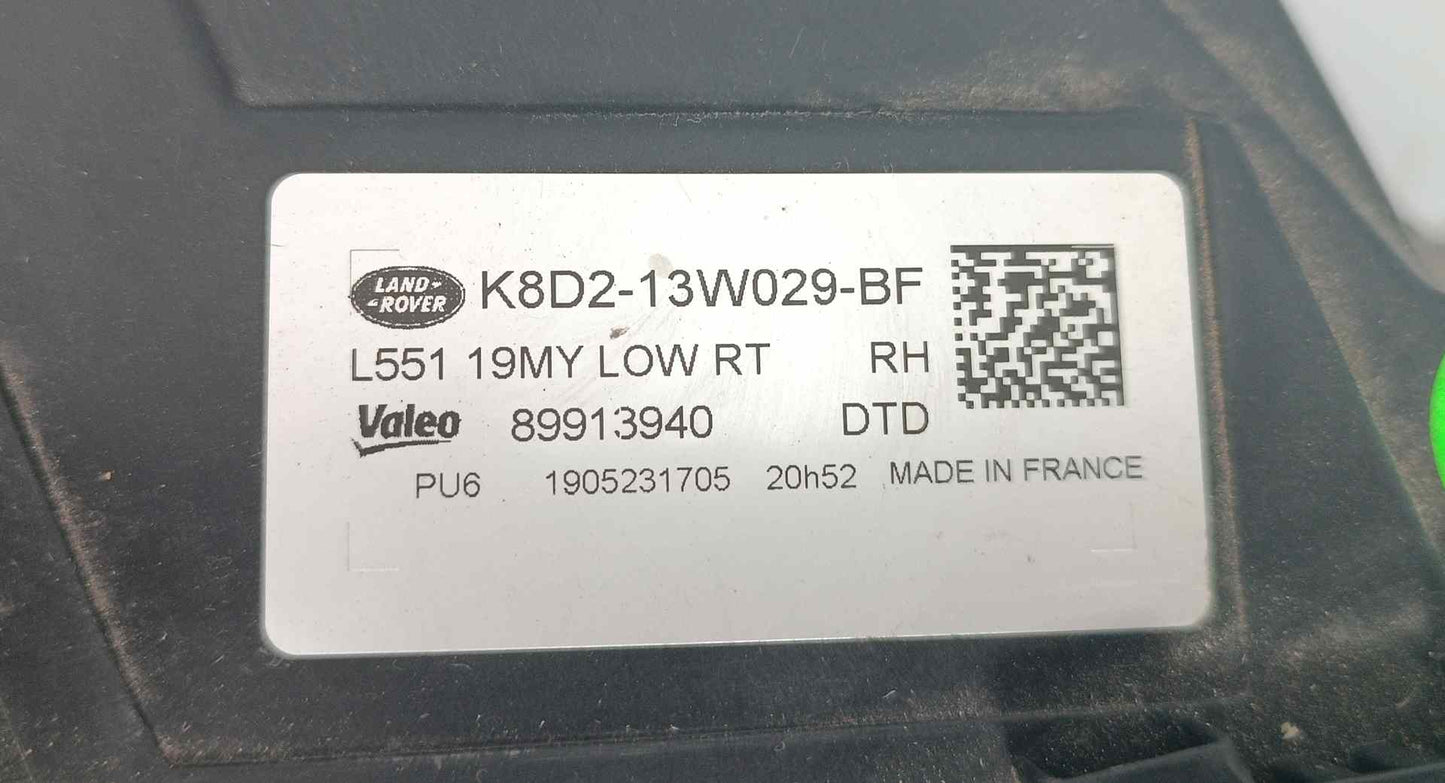 LAND ROVER K8D2-13W029-BF
L551 19MY LOW RT RH
Valeo 89913940 DTD
PU6 1905231705 20h52 MADE IN FRANCE